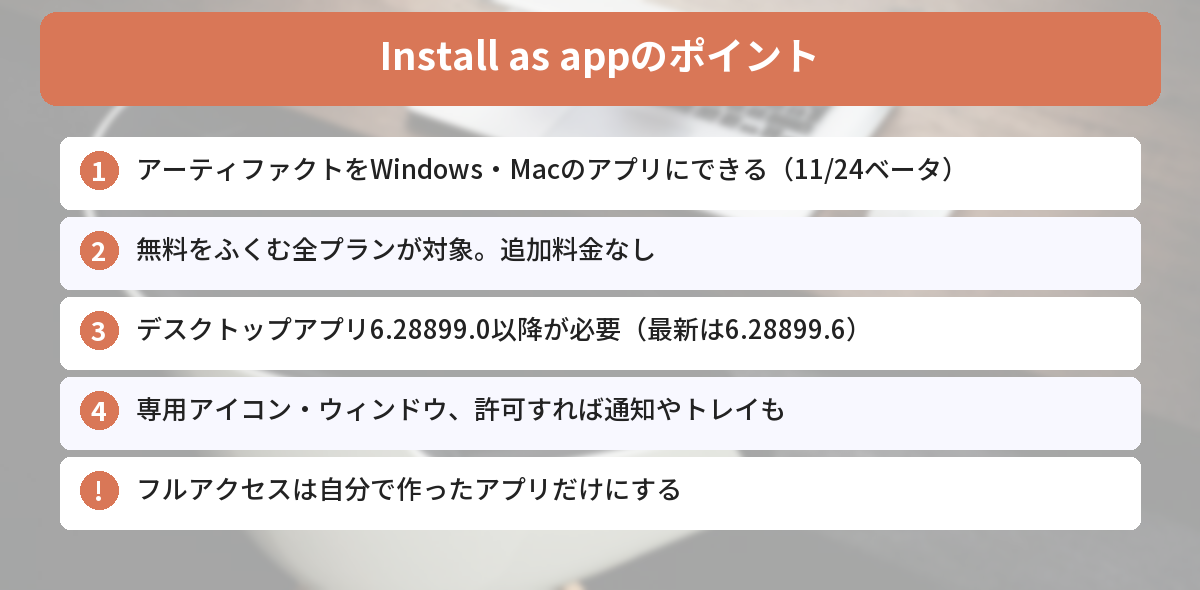 Install as appのポイント
1 アーティファクトをWindows・Macのアプリにできる（11/24ベータ）
2 無料をふくむ全プランが対象。追加料金なし
3 デスクトップアプリ6.28899.0以降が必要（最新は6.28899.6）
4 専用アイコン・ウィンドウ、許可すれば通知やトレイも
! フルアクセスは自分で作ったアプリだけにする